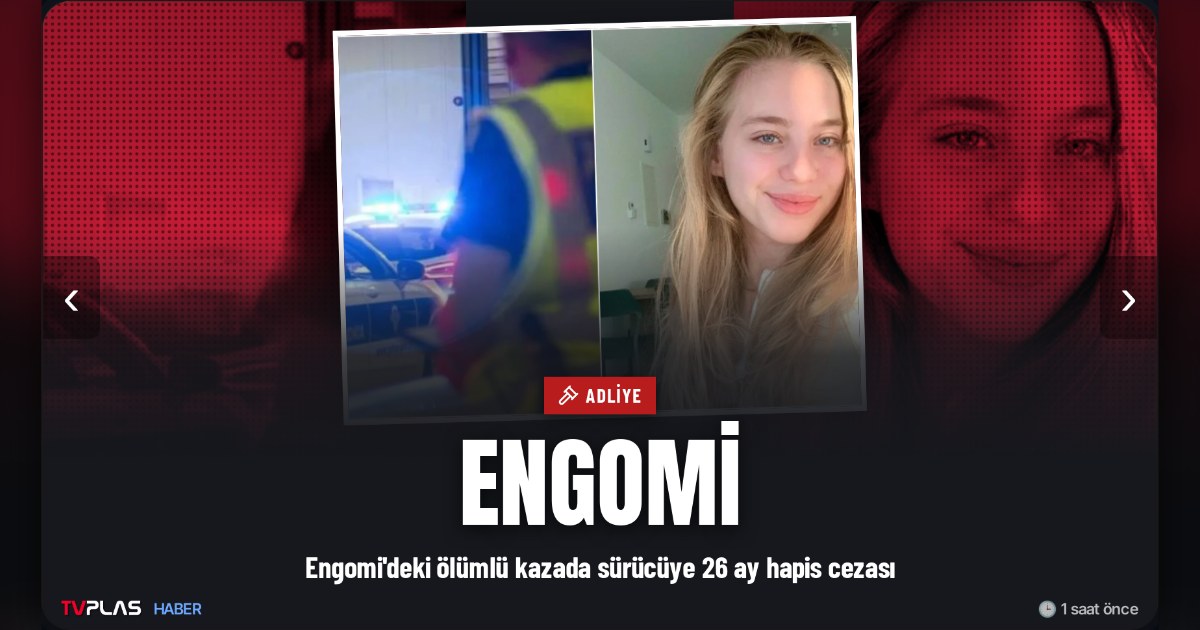 ADLİYE
ENGOMİ
Engomi'deki ölümlü kazada sürücüye 26 ay hapis cezası
TVPLAS HABER
1 saat önce